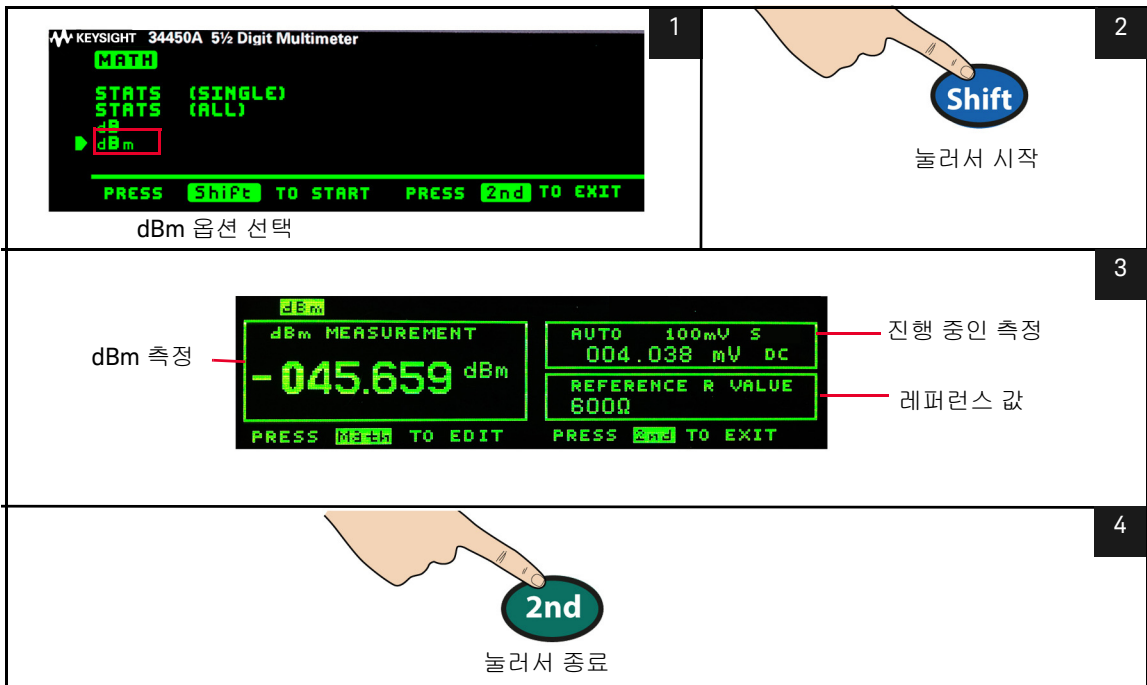 KEYSIGHT 34450A 5½ Digit Multimeter
1
MATH
STATS (SINGLE)
STATS (ALL)
dB
dBm
PRESS Shift TO START PRESS 2nd TO EXIT
dBm 옵션 선택
2
Shift
눌러서 시작
3
dBm
dBm MEASUREMENT
-045.659 dBm
AUTO 100mV S
004.038 mV DC
REFERENCE R VALUE
600Ω
PRESS Math TO EDIT PRESS 2nd TO EXIT
dBm 측정
진행 중인 측정
레퍼런스 값
4
2nd
눌러서 종료